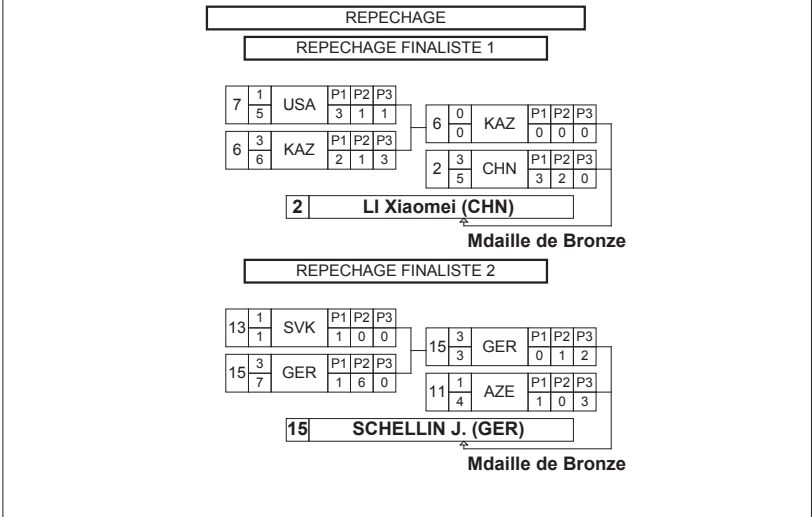 REPECHAGE
REPECHAGE FINALISTE 1
7 1 USA P1 P2 P3
5 3 1 1
6 3 KAZ P1 P2 P3
6 2 1 3
6 0 KAZ P1 P2 P3
0 0 0 0
2 3 CHN P1 P2 P3
5 3 2 0
2 LI Xiaomei (CHN)
Mdaille de Bronze
REPECHAGE FINALISTE 2
13 1 SVK P1 P2 P3
1 1 0 0
15 3 GER P1 P2 P3
7 1 6 0
15 3 GER P1 P2 P3
3 0 1 2
11 1 AZE P1 P2 P3
4 1 0 3
15 SCHELLIN J. (GER)
Mdaille de Bronze